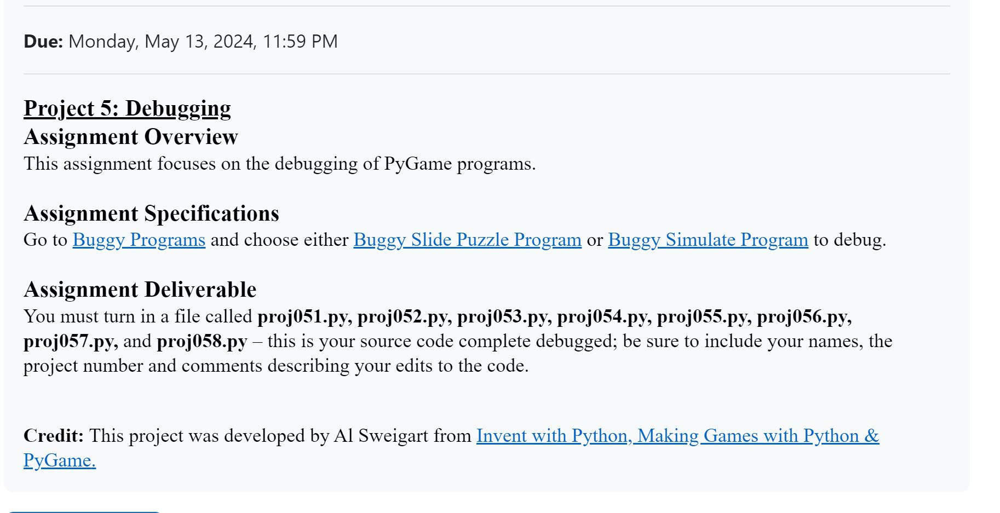 Due: Monday, May 13, 2024, 11:59 PM
Project 5: Debugging
Assignment Overview
This assignment focuses on the debugging of PyGame programs.
Assignment Specifications
Go to Buggy Programs and choose either Buggy Slide Puzzle Program or Buggy Simulate Program to debug.
Assignment Deliverable
You must turn in a file called proj051.py, proj052.py, proj053.py, proj054.py, proj055.py, proj056.py,
proj057.py, and proj058.py – this is your source code complete debugged; be sure to include your names, the
project number and comments describing your edits to the code.
Credit: This project was developed by Al Sweigart from Invent with Python, Making Games with Python &
PyGame.